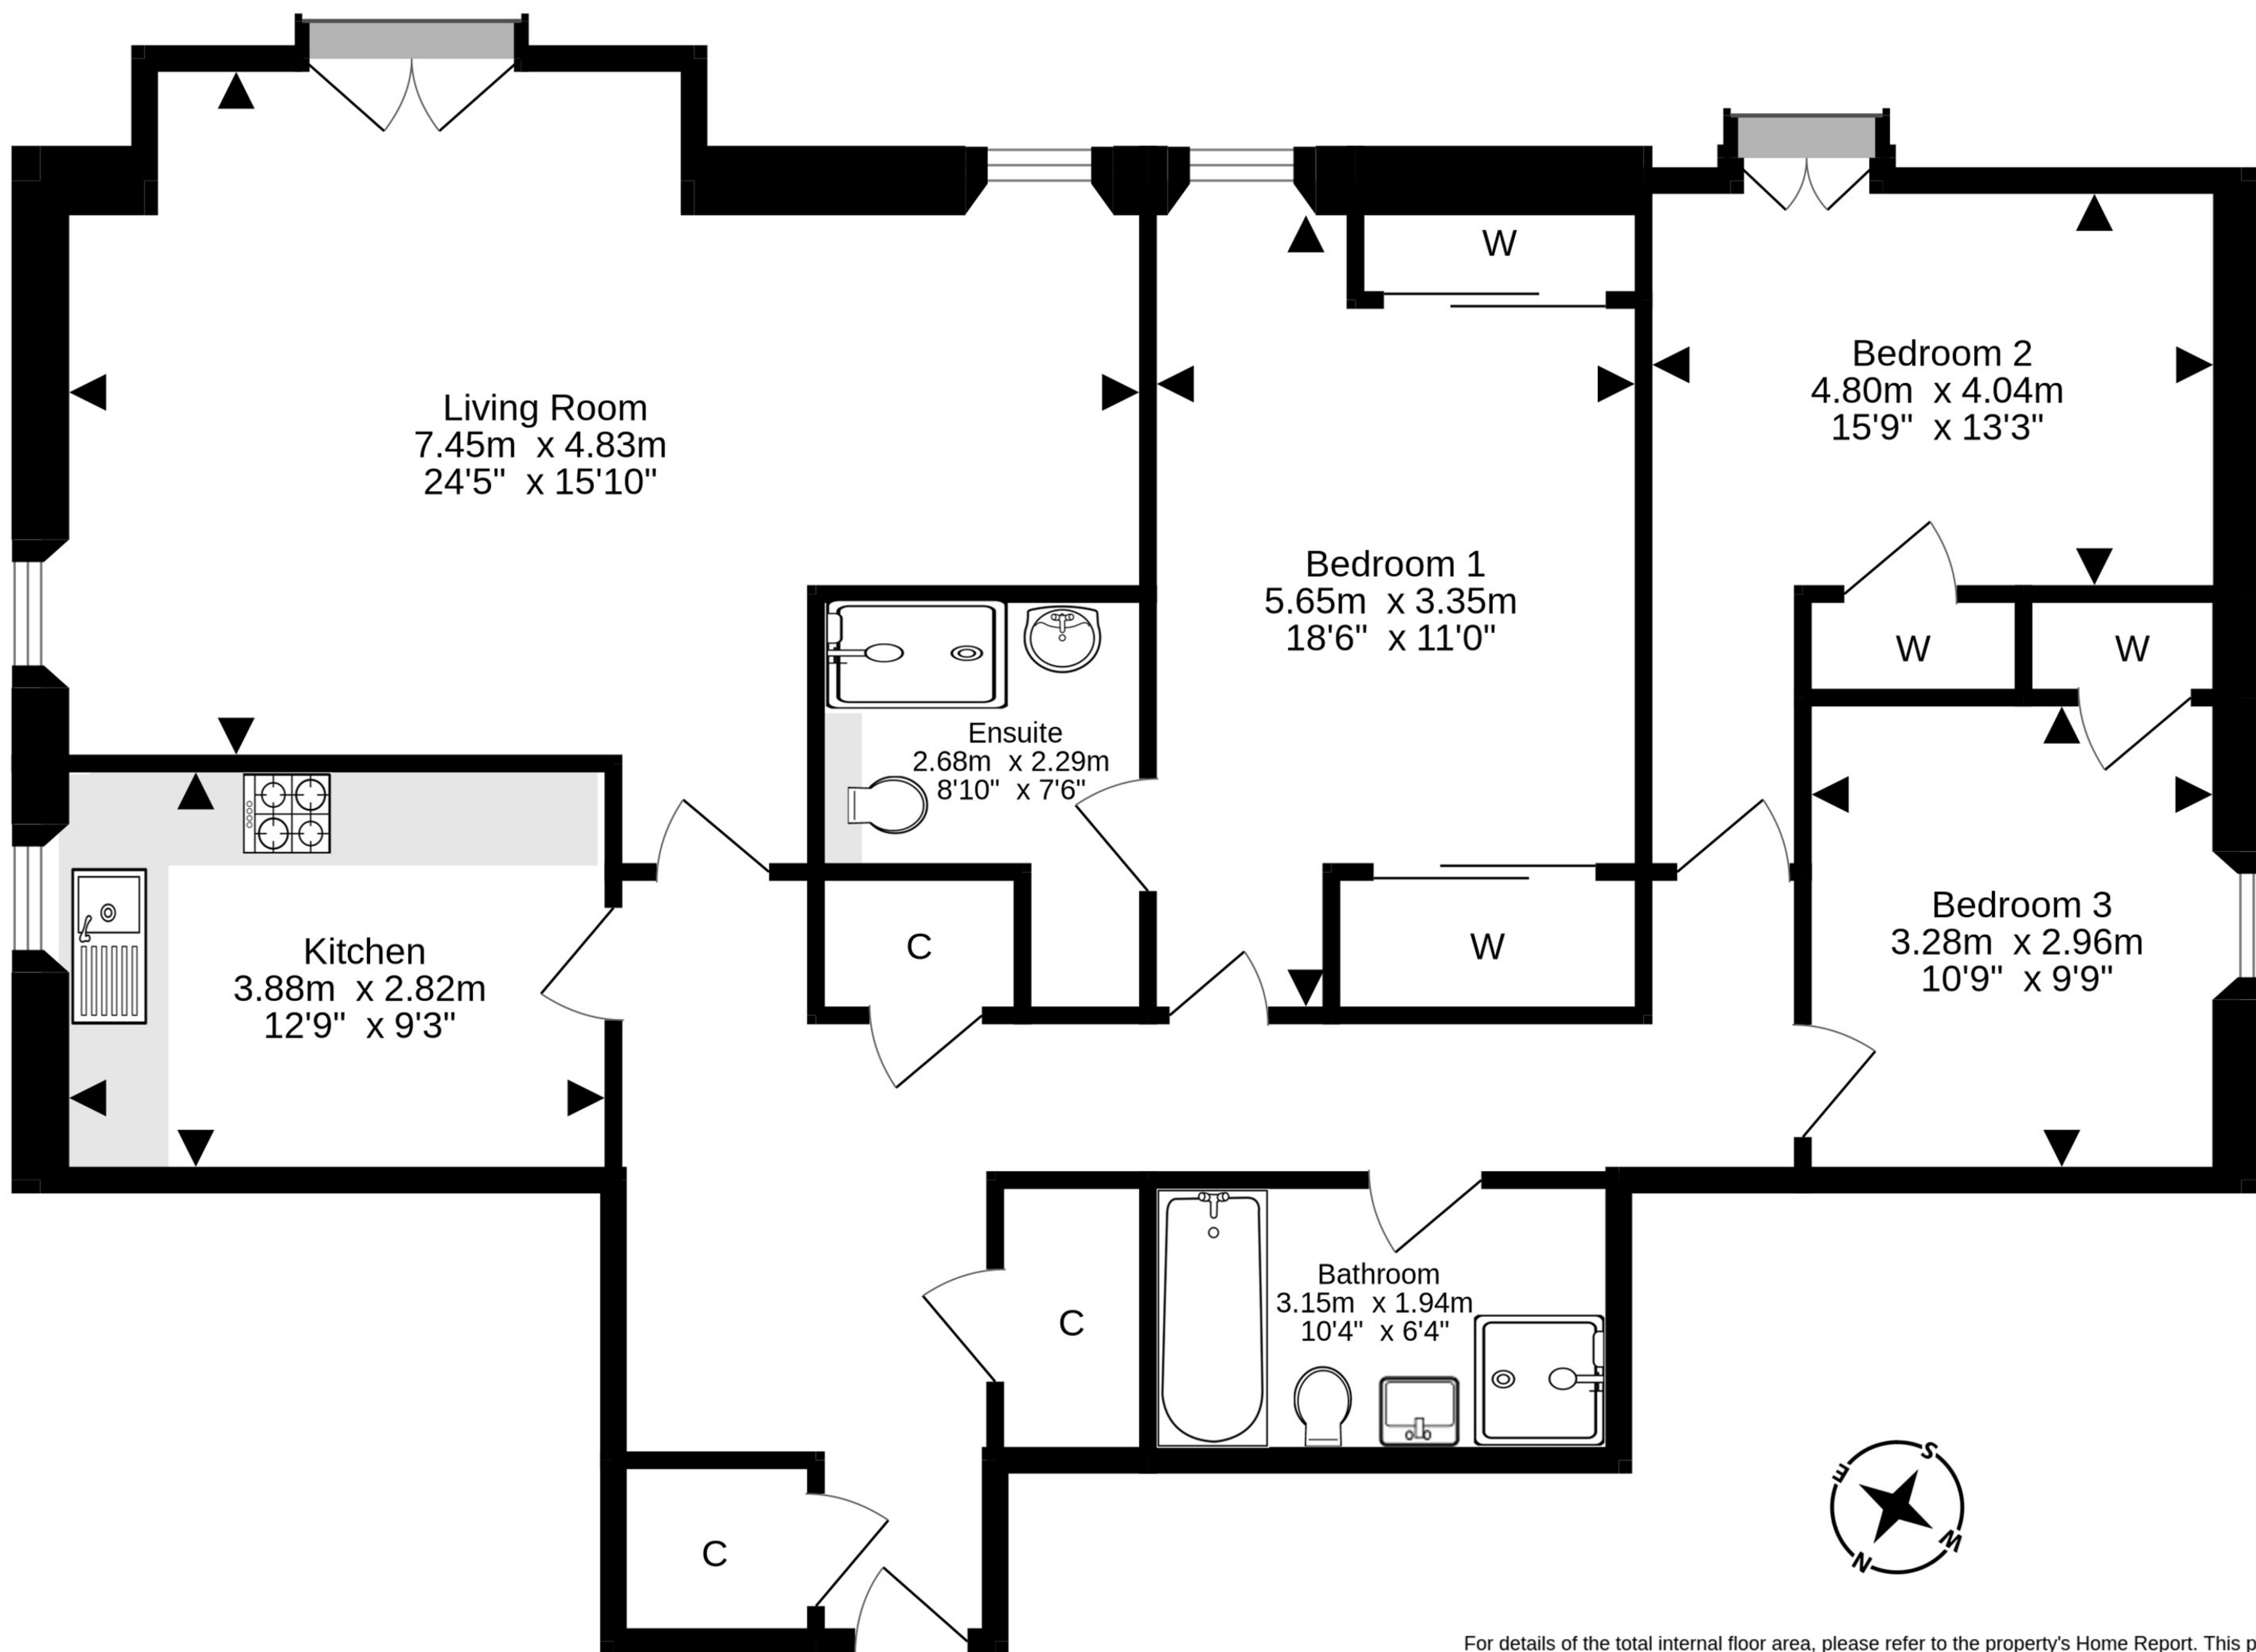 W
Bedroom 2
4.80m x 4.04m
15'9" x 13'3"
Living Room
7.45m x 4.83m
24'5" x 15'10"
Bedroom 1
5.65m x 3.35m
18'6" x 11'0"
W
W
Ensuite
2.68m x 2.29m
8'10" x 7'6"
Kitchen
3.88m x 2.82m
12'9" x 9'3"
C
W
Bedroom 3
3.28m x 2.96m
10'9" x 9'9"
C
Bathroom
3.15m x 1.94m
10'4" x 6'4"
C
S
E
W
N
For details of the total internal floor area, please refer to the property's Home Report. This p